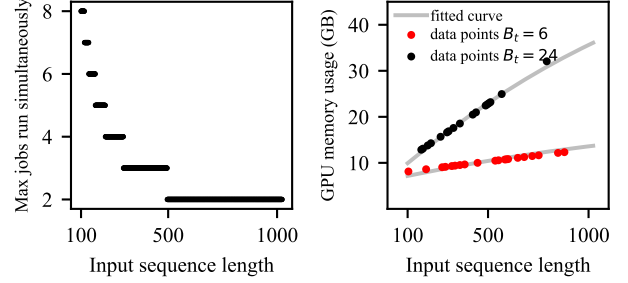 Max jobs run simultaneously
8
6
4
2
100
500
1000
Input sequence length
GPU memory usage (GB)
40
30
20
10
fitted curve
data points B_t = 6
data points B_t = 24
100
500
1000
Input sequence length